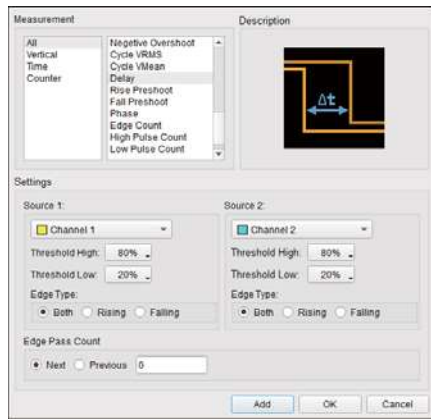 Measurement
Description
All
Vertical
Time
Counter
Negetive Overshoot
Cycle VRMS
Cycle VMean
Delay
Rise Preshoot
Fall Preshoot
Phase
Edge Count
High Pulse Count
Low Pulse Count
Δt
Settings
Source 1:
Source 2:
Channel 1
Channel 2
Threshold High: 80%
Threshold High: 80%
Threshold Low: 20%
Threshold Low: 20%
Edge Type:
Edge Type:
Both Rising Falling
Both Rising Falling
Edge Pass Count
Next Previous 0
Add OK Cancel